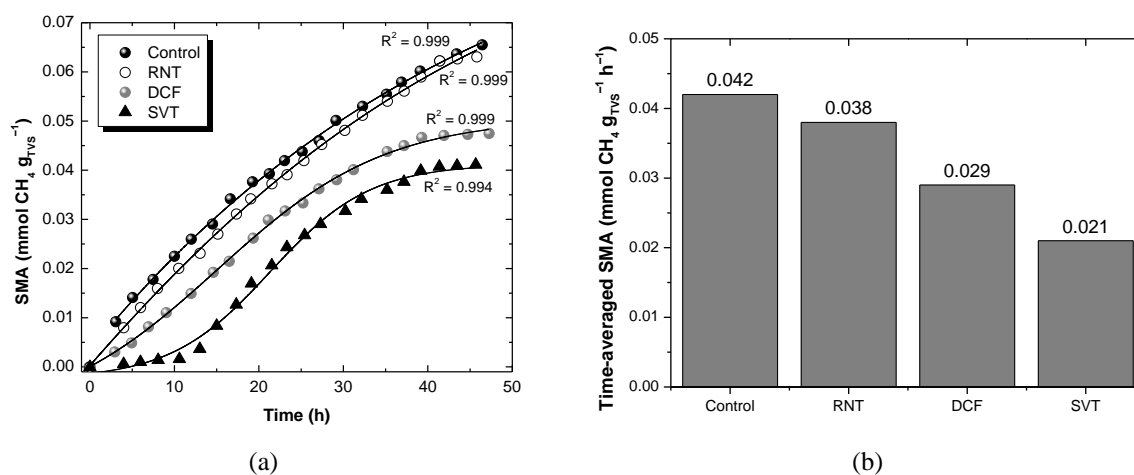 0.07
0.06
0.05
0.04
0.03
0.02
0.01
0.00
SMA (mmol CH₄ g_TVS⁻¹)
Control
RNT
DCF
SVT
R² = 0.999
R² = 0.999
R² = 0.999
R² = 0.994
0 10 20 30 40 50
Time (h)
(a)
0.05
0.04
0.03
0.02
0.01
0.00
Time-averaged SMA (mmol CH₄ g_TVS⁻¹ h⁻¹)
0.042
0.038
0.029
0.021
Control RNT DCF SVT
(b)